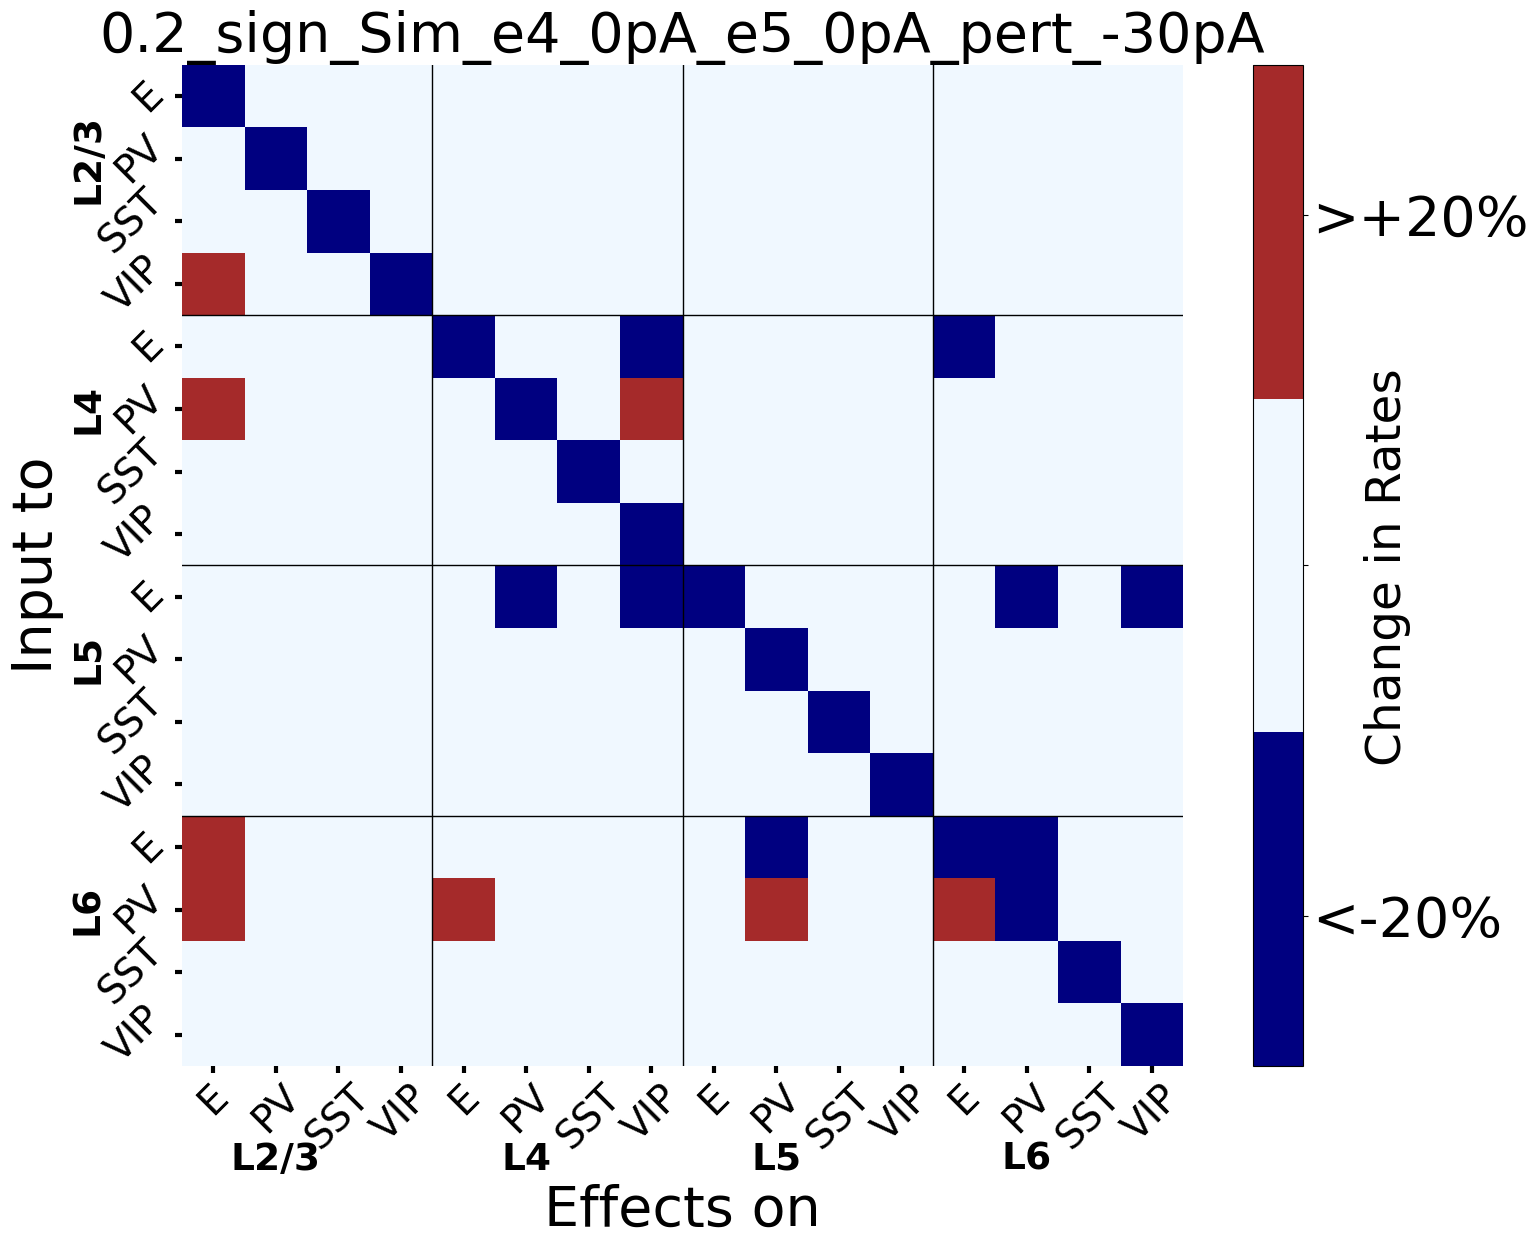 0.2_sign_Sim_e4_0pA_e5_0pA_pert_-30pA
Input to
L2/3
E
PV
SST
VIP
L4
E
PV
SST
VIP
L5
E
PV
SST
VIP
L6
E
PV
SST
VIP
E
PV
SST
VIP
E
PV
SST
VIP
E
PV
SST
VIP
E
PV
SST
VIP
L2/3
L4
L5
L6
Effects on
>+20%
<-20%
Change in Rates